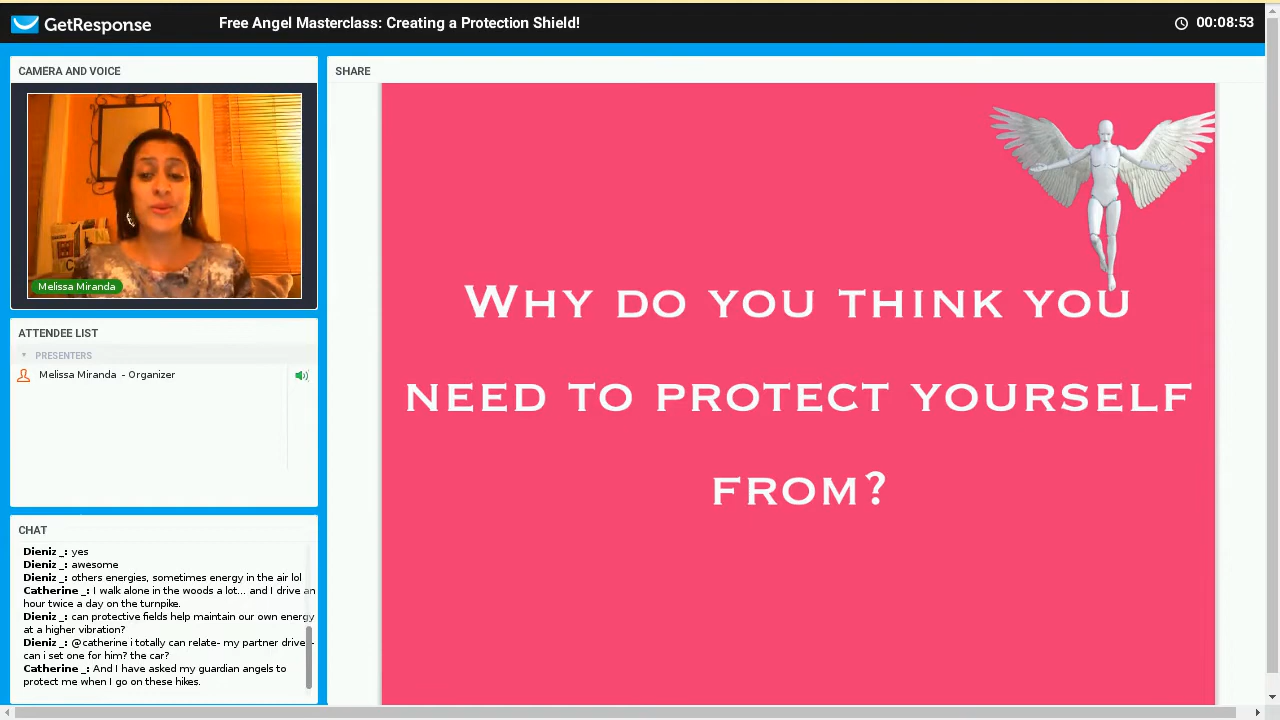 GetResponse
Free Angel Masterclass: Creating a Protection Shield!
00:08:53
CAMERA AND VOICE
Melissa Miranda
SHARE
WHY DO YOU THINK YOU
NEED TO PROTECT YOURSELF
FROM?
ATTENDEE LIST
PRESENTERS
Melissa Miranda - Organizer
CHAT
Dieniz _: yes
Dieniz _: awesome
Dieniz _: others energies, sometimes energy in the air lol
Catherine _: I walk alone in the woods a lot... and I drive an
hour twice a day on the turnpike.
Dieniz _: can protective fields help maintain our own energy
at a higher vibration?
Dieniz _: @catherine i totally can relate- my partner drive
can i set one for him? the car?
Catherine _: And I have asked my guardian angels to
protect me when I go on these hikes.